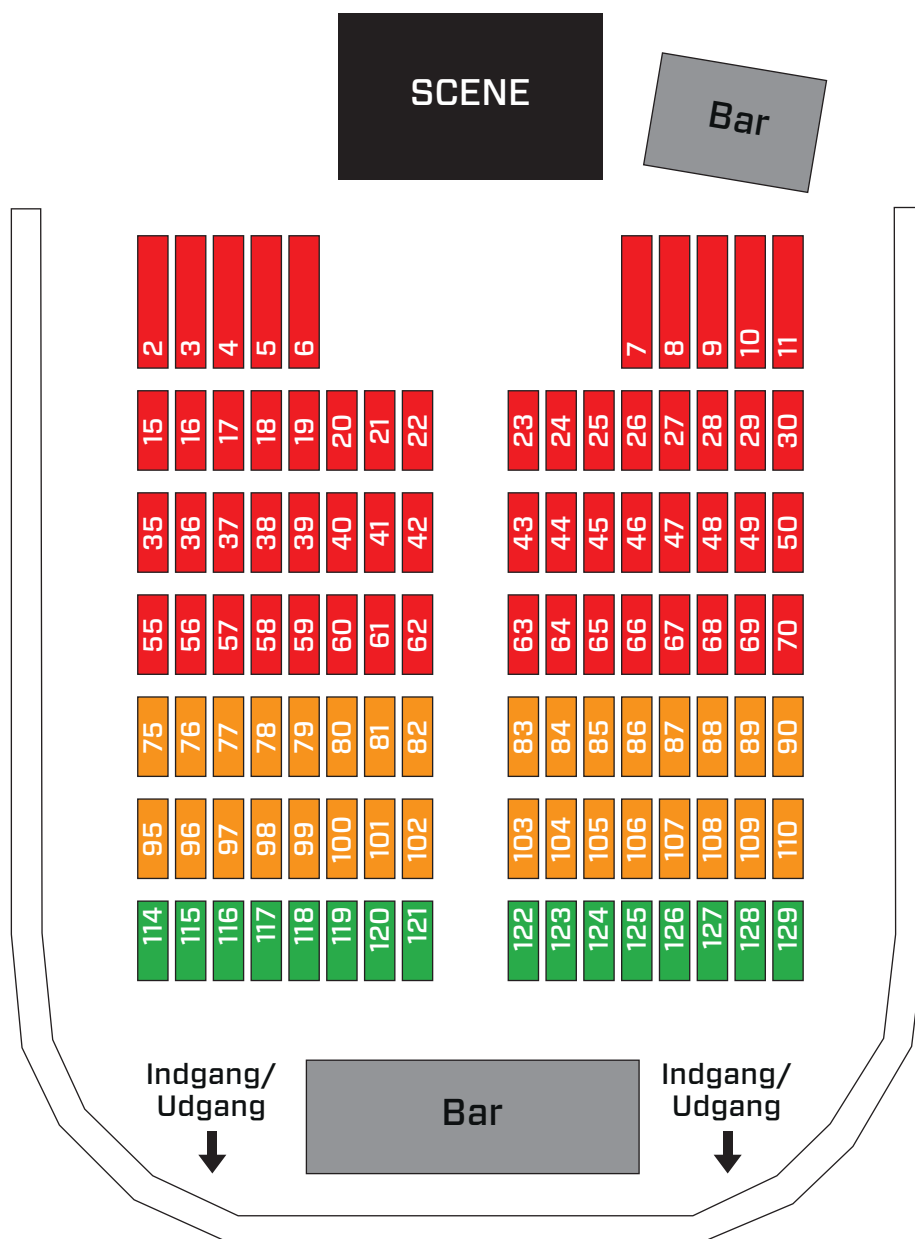 SCENE
Bar
2 3 4 5 6 7 8 9 10 11
15 16 17 18 19 20 21 22 23 24 25 26 27 28 29 30
35 36 37 38 39 40 41 42 43 44 45 46 47 48 49 50
55 56 57 58 59 60 61 62 63 64 65 66 67 68 69 70
75 76 77 78 79 80 81 82 83 84 85 86 87 88 89 90
95 96 97 98 99 100 101 102 103 104 105 106 107 108 109 110
114 115 116 117 118 119 120 121 122 123 124 125 126 127 128 129
Indgang/
Udgang
Bar
Indgang/
Udgang